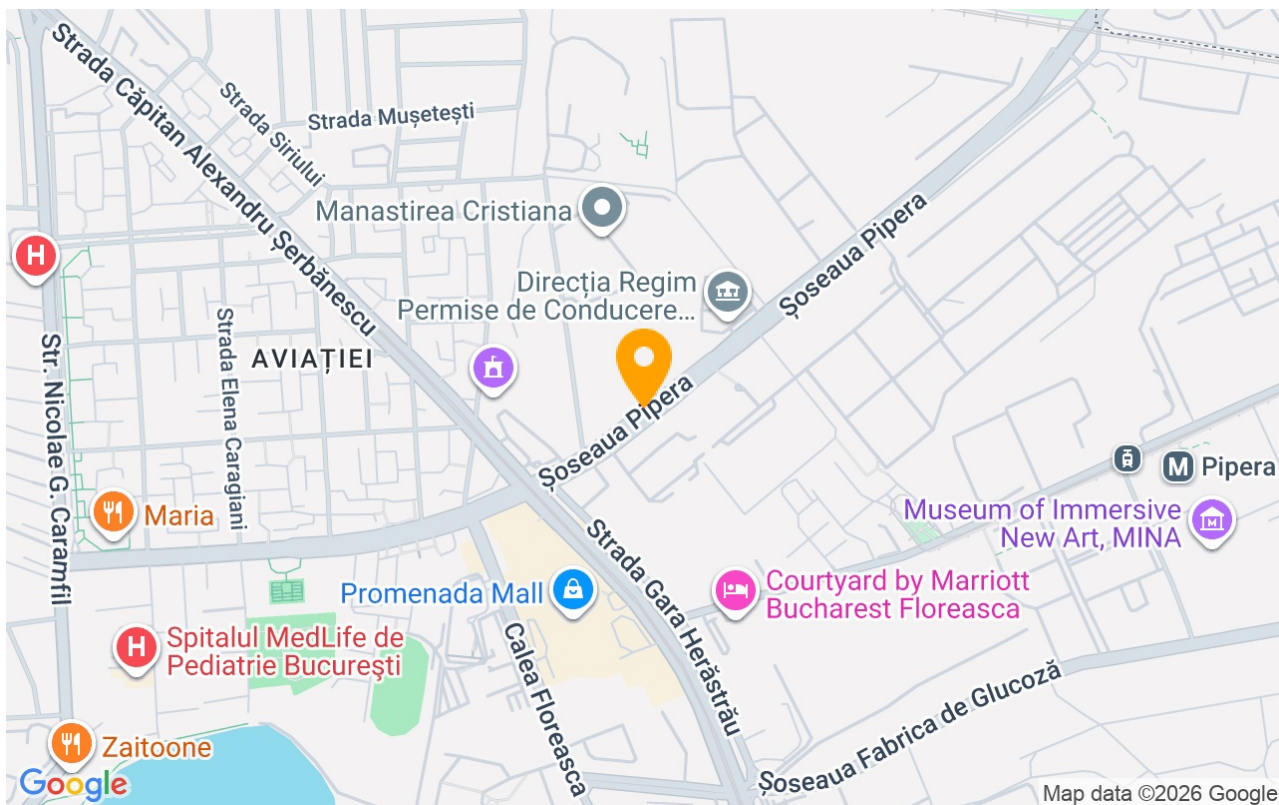 Strada Căpitan Alexandru Șerbănescu
Strada Siriului
Strada Mușetești
Manastirea Cristiana
Șoseaua Pipera
Direcția Regim
Permise de Conducere...
H
Strada Elena Caragiani
AVIAȚIEI
Str. Nicolae G. Caramfil
Șoseaua Pipera
M Pipera
Maria
Museum of Immersive
New Art, MINA
M
Strada Gara Herăstrău
Promenada Mall
Courtyard by Marriott
Bucharest Floreasca
H
Spitalul MedLife de
Pediatrie București
Calea Floreasca
Șoseaua Fabrica de Glucoză
Zaitoone
Google
Map data ©2026 Google